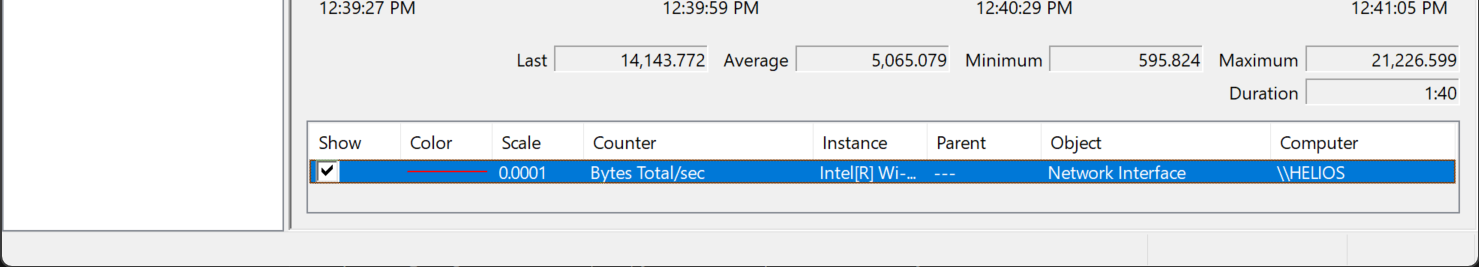 12:39:27 PM 12:39:59 PM 12:40:29 PM 12:41:05 PM
Last 14,143.772 Average 5,065.079 Minimum 595.824 Maximum 21,226.599
Duration 1:40
Show Color Scale Counter Instance Parent Object Computer
0.0001 Bytes Total/sec Intel[R] Wi-... --- Network Interface \\HELIOS